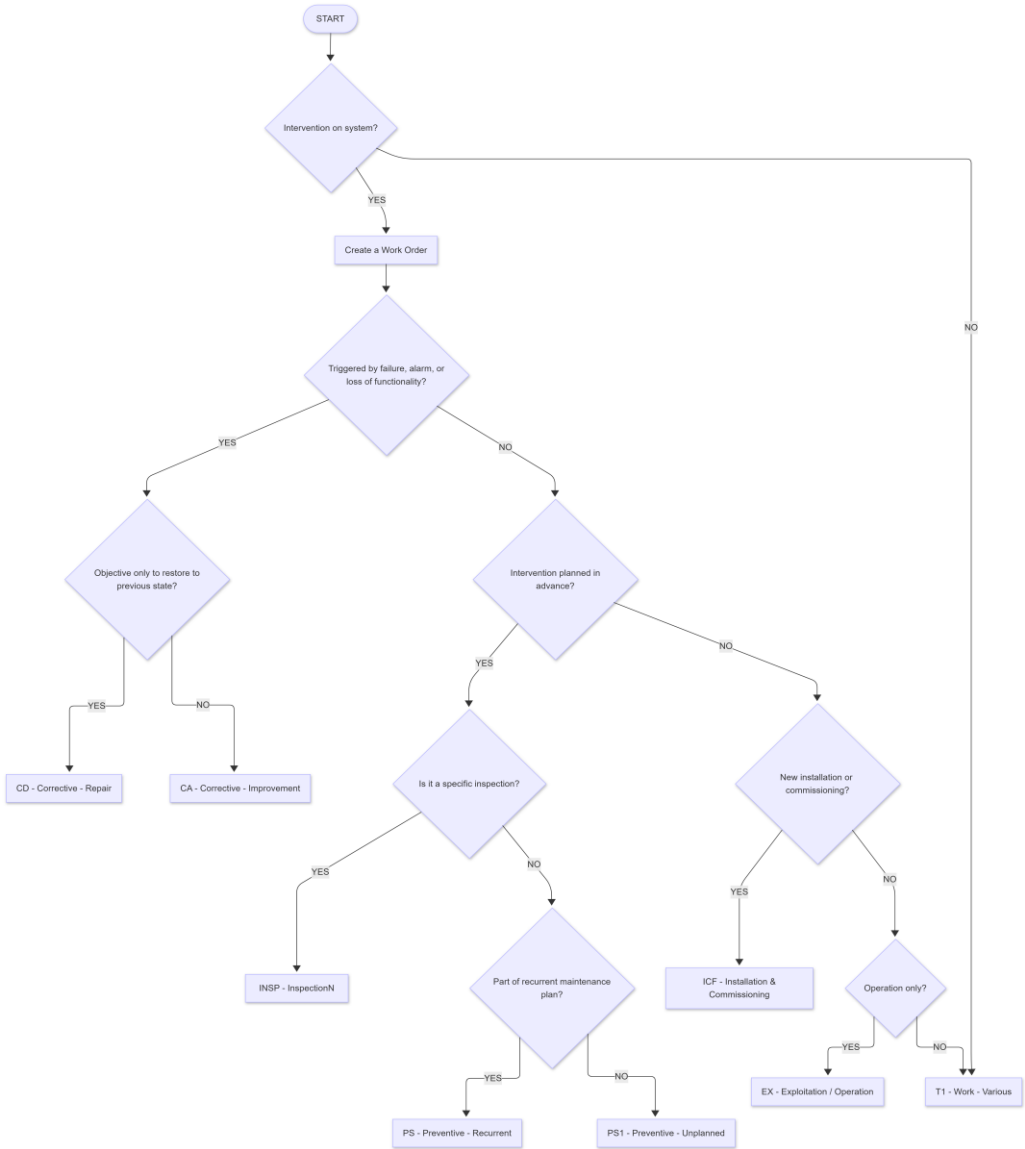 START
Intervention on system?
YES
Create a Work Order
NO
Triggered by failure, alarm, or
loss of functionality?
YES
NO
Objective only to restore to
previous state?
Intervention planned in
advance?
YES
NO
YES
NO
CD - Corrective - Repair
CA - Corrective - Improvement
Is it a specific inspection?
New installation or
commissioning?
YES
NO
YES
NO
INSP - InspectionN
Part of recurrent maintenance
plan?
ICF - Installation &
Commissioning
Operation only?
YES
NO
YES
NO
PS - Preventive - Recurrent
PS1 - Preventive - Unplanned
EX - Exploitation / Operation
T1 - Work - Various